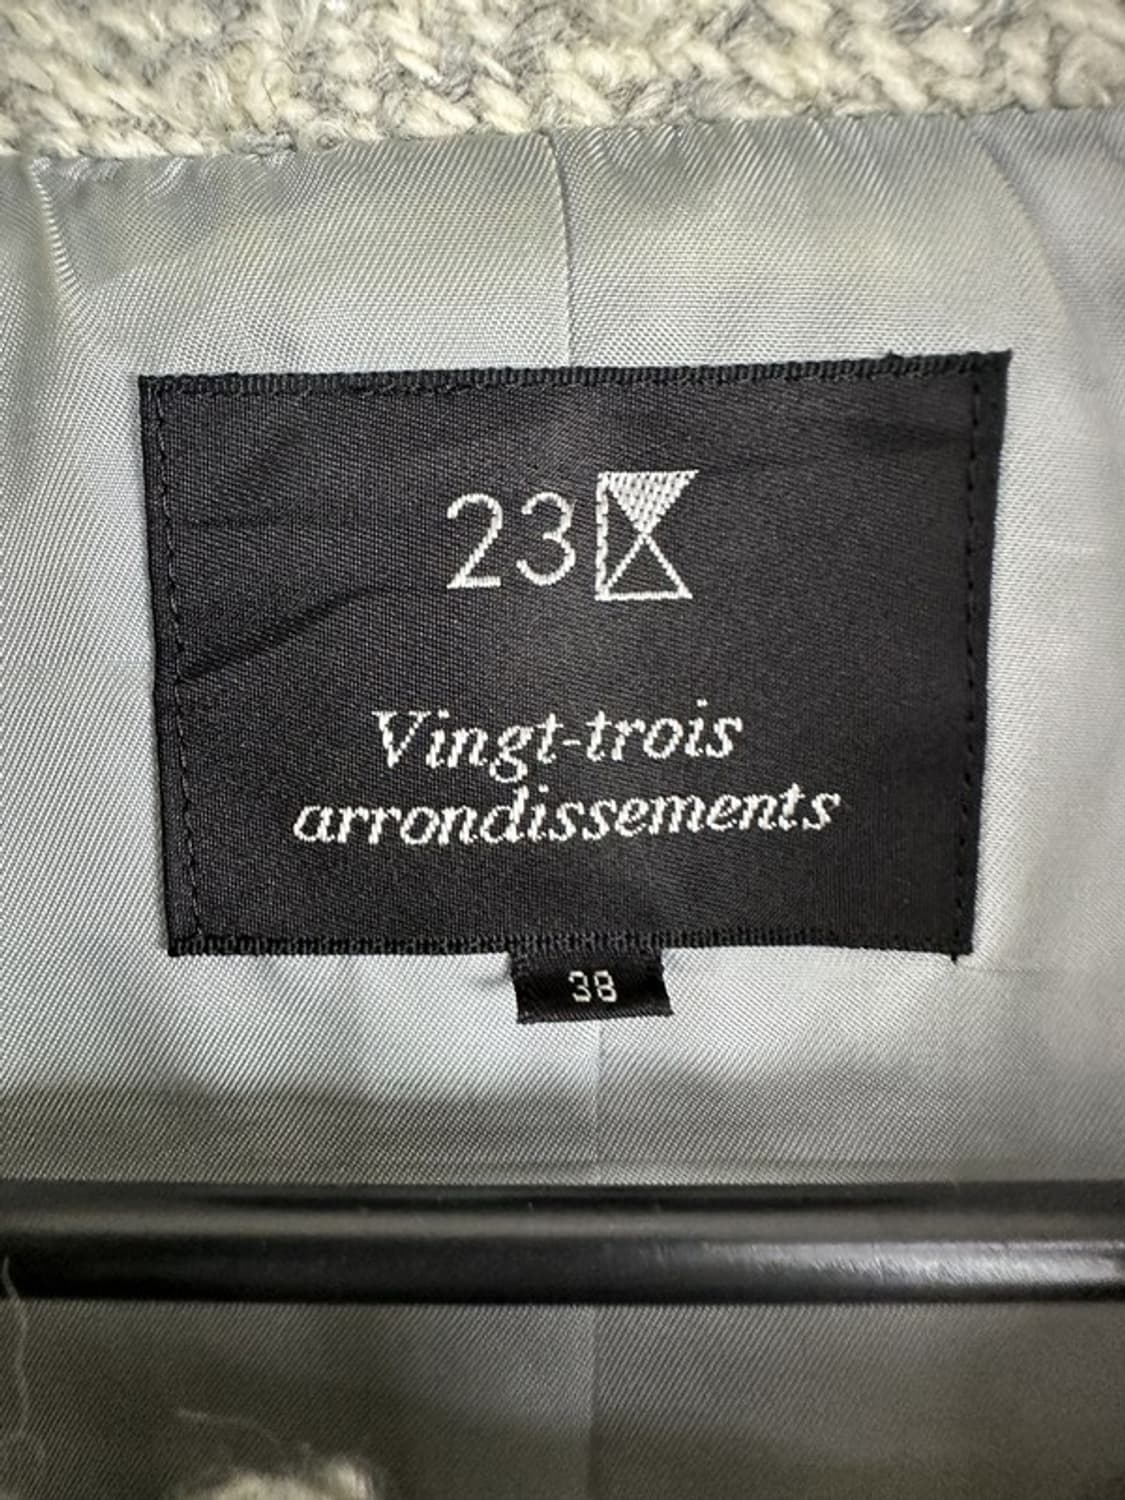 23
Vingt-trois
arrondissements
38